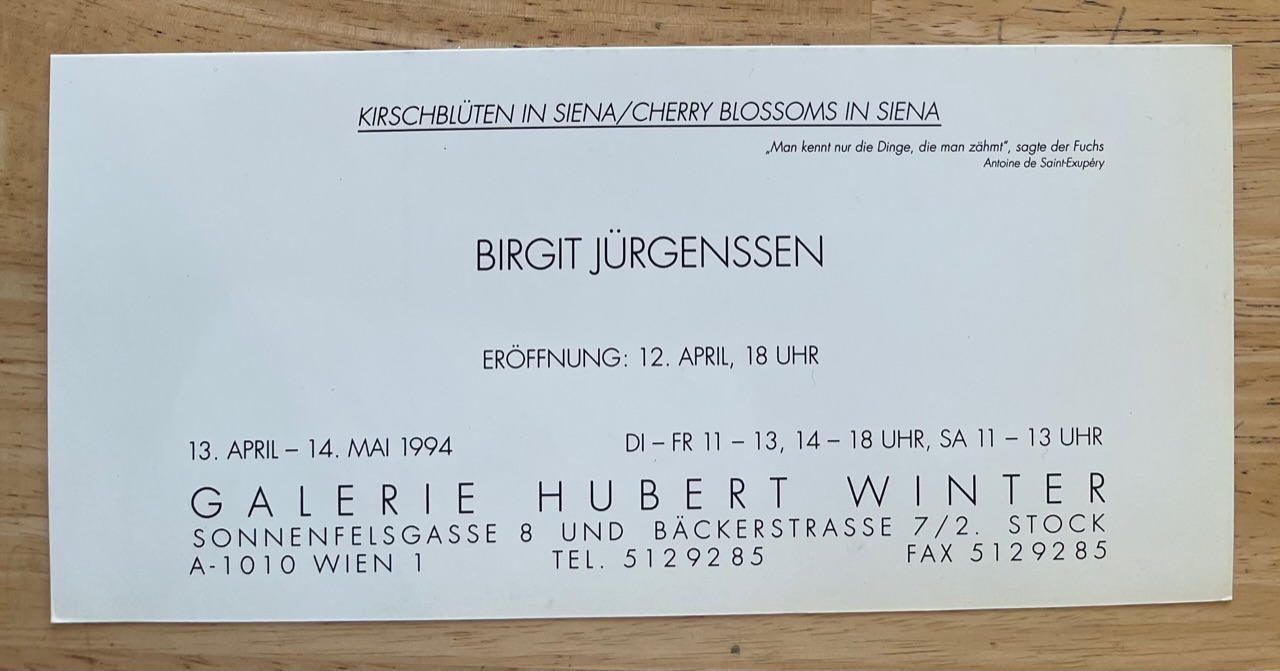 KIRSCHBLÜTEN IN SIENA/CHERRY BLOSSOMS IN SIENA
„Man kennt nur die Dinge, die man zähmt", sagte der Fuchs
Antoine de Saint-Exupéry
BIRGIT JÜRGENSSEN
ERÖFFNUNG: 12. APRIL, 18 UHR
13. APRIL – 14. MAI 1994 DI – FR 11 – 13, 14 – 18 UHR, SA 11 – 13 UHR
GALERIE HUBERT WINTER
SONNENFELSGASSE 8 UND BÄCKERSTRASSE 7/2. STOCK
A-1010 WIEN 1 TEL. 5129285 FAX 5129285